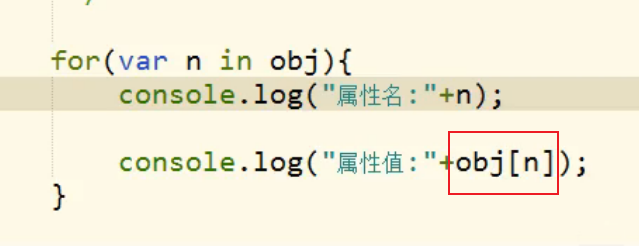 for(var n in obj){
console.log("属性名:"+n);
console.log("属性值:"+obj[n]);
}